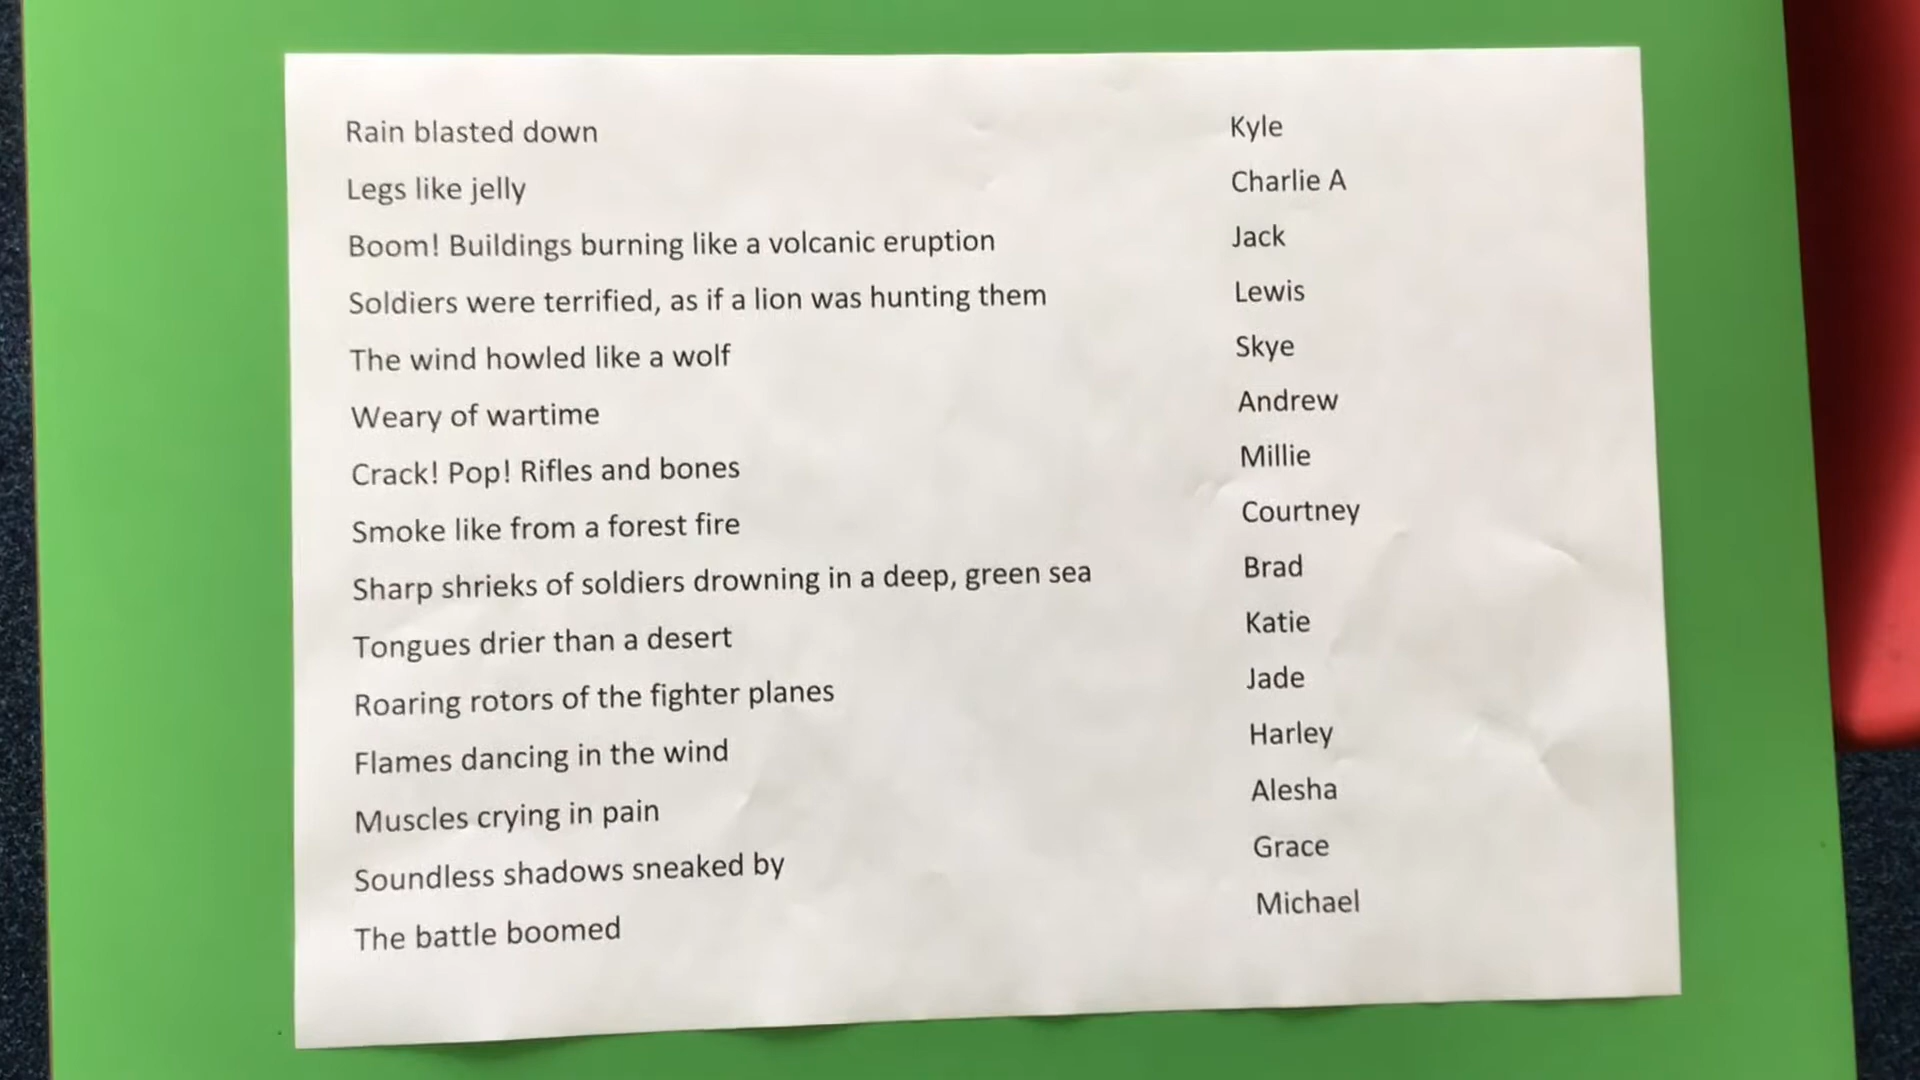 Rain blasted down Kyle
Legs like jelly Charlie A
Boom! Buildings burning like a volcanic eruption Jack
Soldiers were terrified, as if a lion was hunting them Lewis
The wind howled like a wolf Skye
Weary of wartime Andrew
Crack! Pop! Rifles and bones Millie
Smoke like from a forest fire Courtney
Sharp shrieks of soldiers drowning in a deep, green sea Brad
Tongues drier than a desert Katie
Roaring rotors of the fighter planes Jade
Flames dancing in the wind Harley
Muscles crying in pain Alesha
Soundless shadows sneaked by Grace
The battle boomed Michael